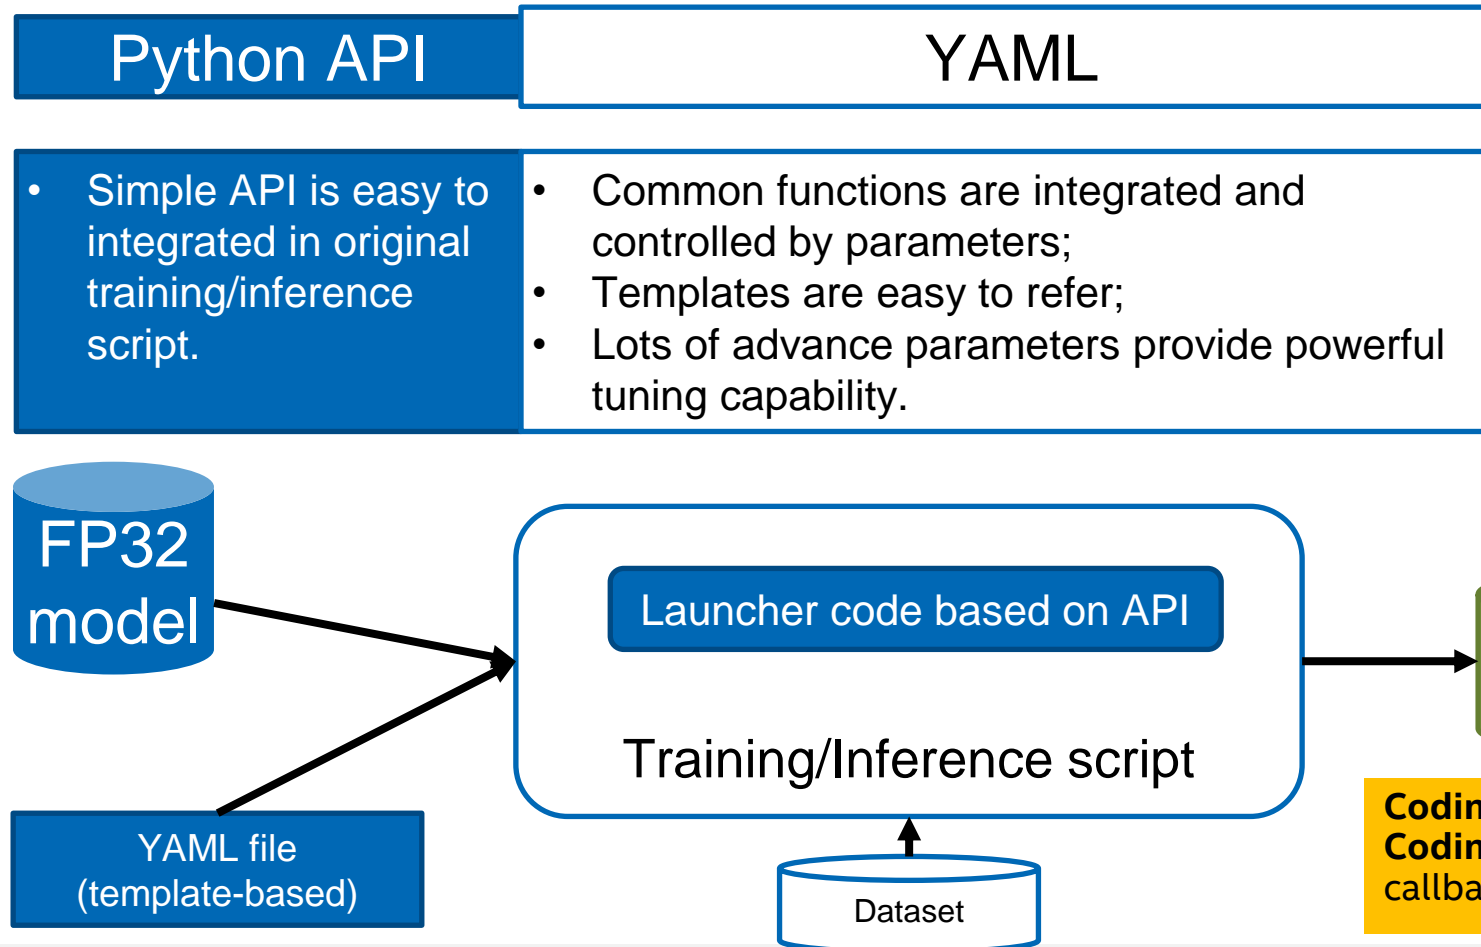 Python API
YAML
• Simple API is easy to
integrated in original
training/inference
script.
• Common functions are integrated and
controlled by parameters;
• Templates are easy to refer;
• Lots of advance parameters provide powerful
tuning capability.
FP32
model
Launcher code based on API
Training/Inference script
YAML file
(template-based)
Dataset